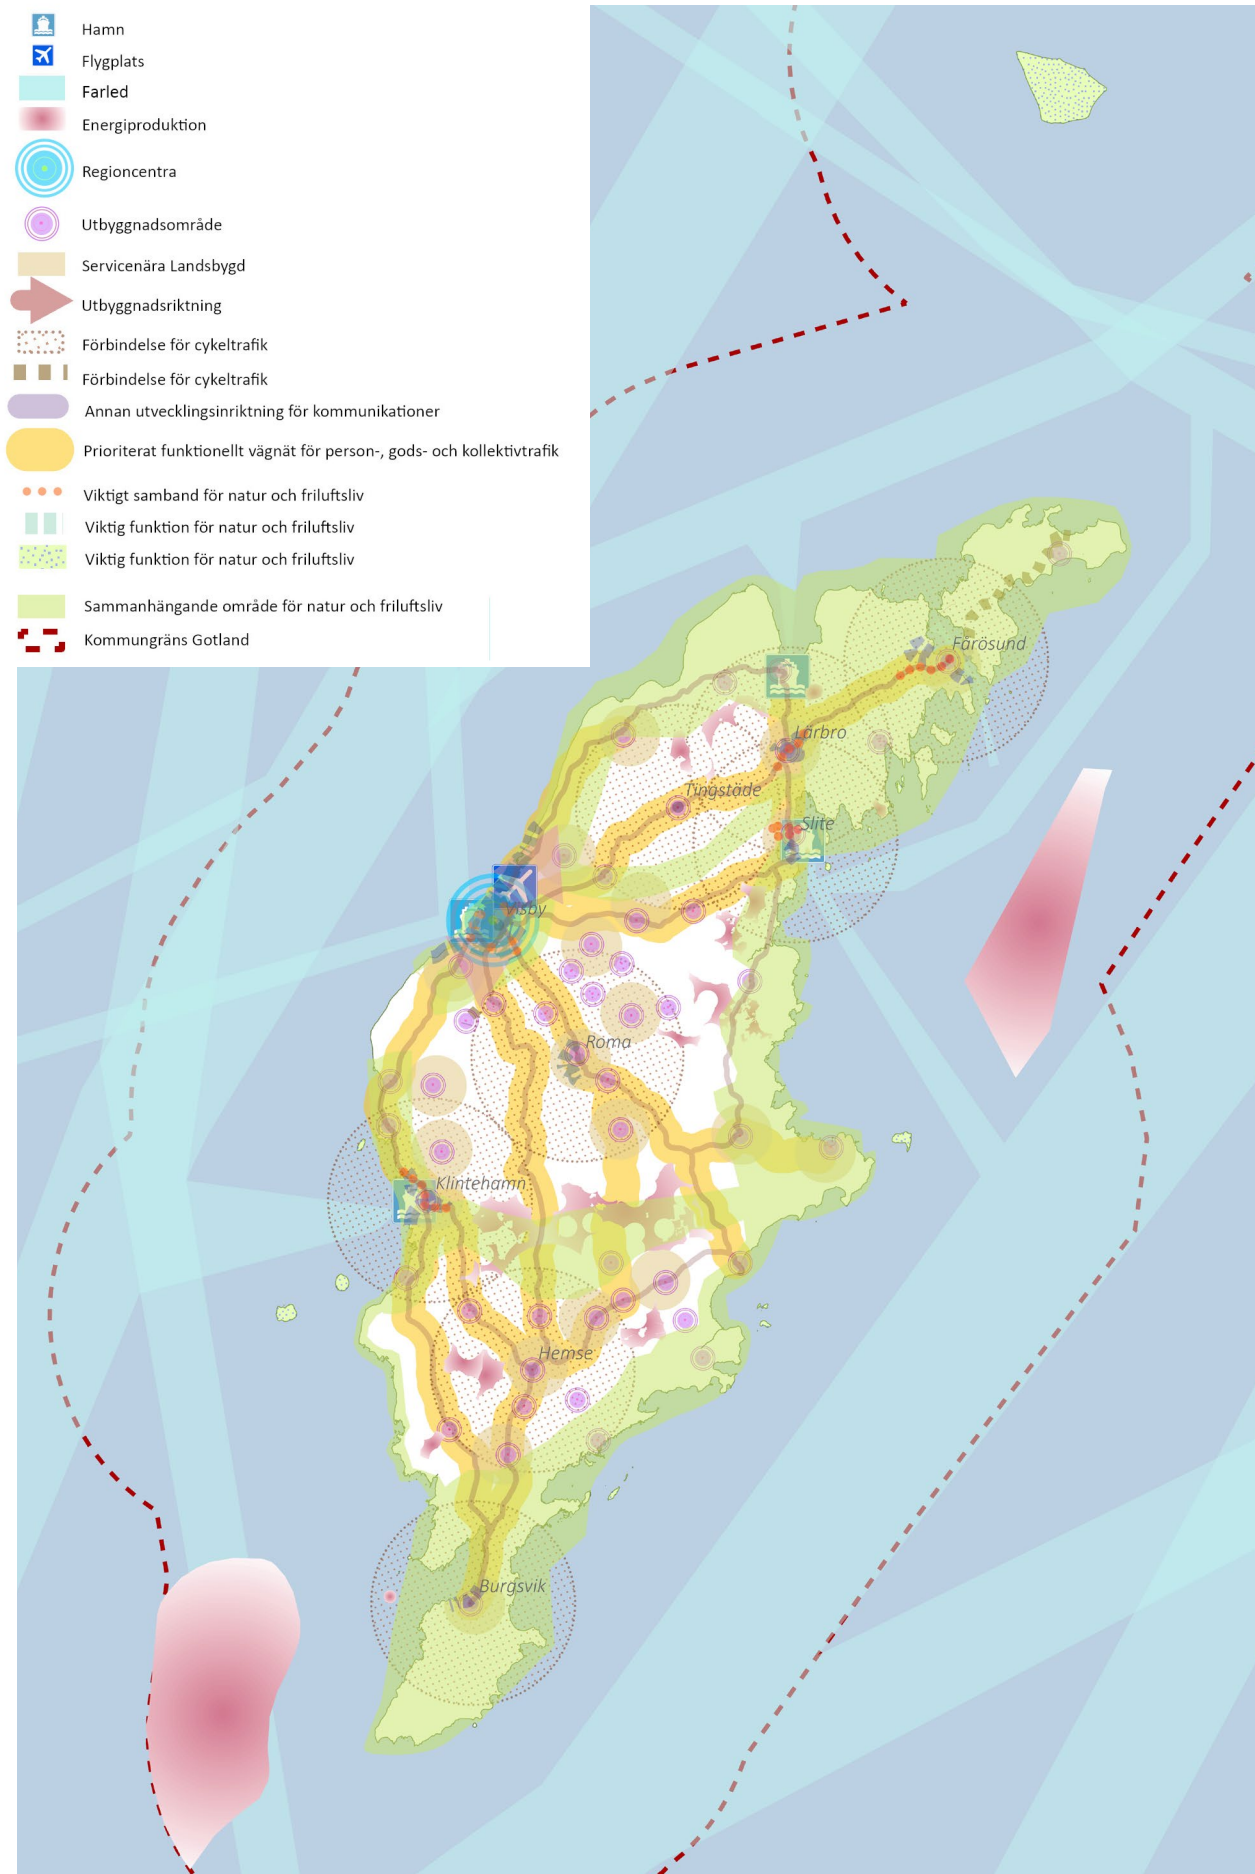 Hamn
Flygplats
Farled
Energiproduktion
Regioncentra
Utbyggnadsområde
Servicenära Landsbygd
Utbyggnadsriktning
Förbindelse för cykeltrafik
Förbindelse för cykeltrafik
Annan utvecklingsinriktning för kommunikationer
Prioriterat funktionellt vägnät för person-, gods- och kollektivtrafik
Viktigt samband för natur och friluftsliv
Viktig funktion för natur och friluftsliv
Viktig funktion för natur och friluftsliv
Sammanhängande område för natur och friluftsliv
Kommungräns Gotland
Fårösund
Lärbro
Tingstäde
Slite
Visby
Roma
Klintehamn
Hemse
Burgsvik